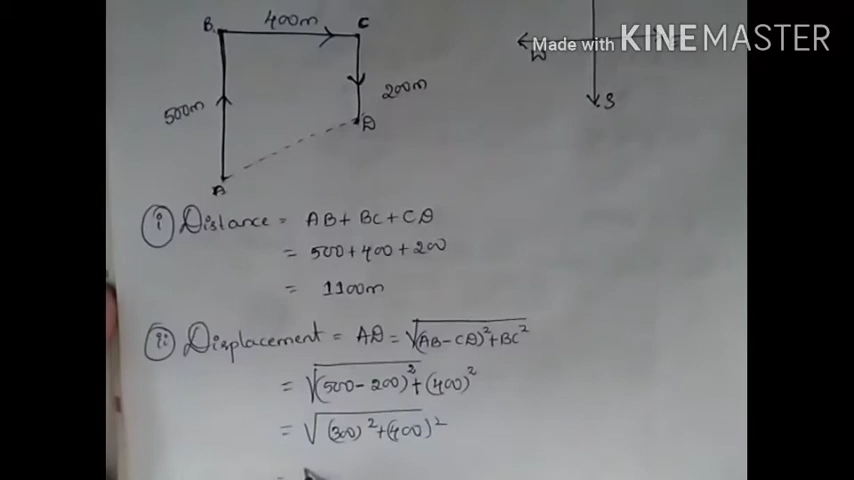 B 400m C
Made with KINEMASTER
W
500m 200m
D
S
A
(i) Distance = AB + BC + CD
= 500 + 400 + 200
= 1100m
(ii) Displacement = AD = √(AB - CD)² + BC²
= √(500 - 200)² + (400)²
= √(300)² + (400)²
=